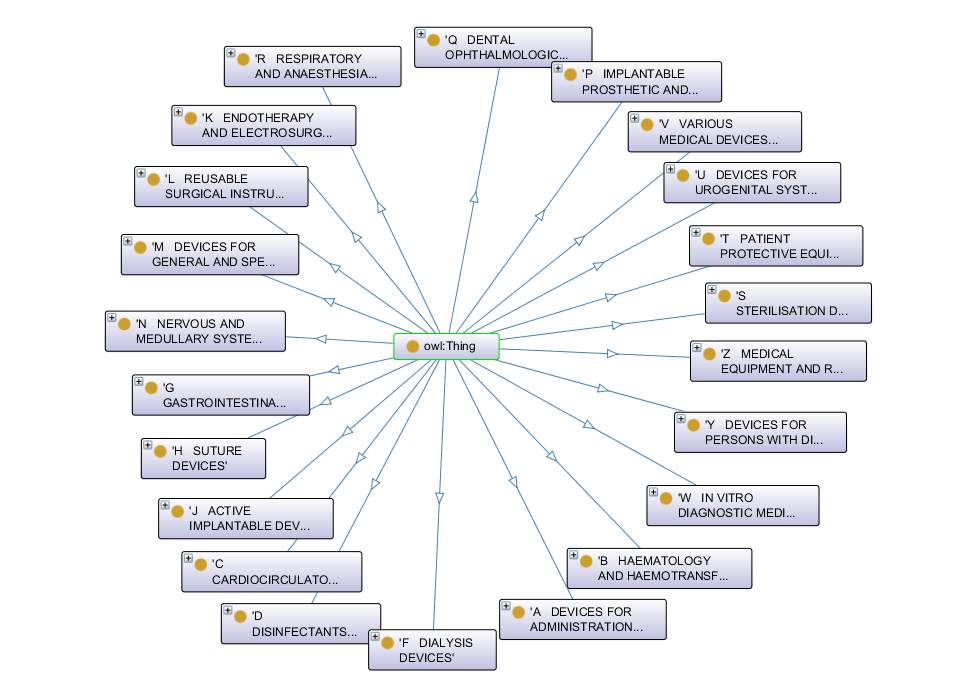 'Q DENTAL
OPHTHALMOLOGIC...
'R RESPIRATORY
AND ANAESTHESIA...
'P IMPLANTABLE
PROSTHETIC AND...
'K ENDOTHERAPY
AND ELECTROSURG...
'V VARIOUS
MEDICAL DEVICES...
'L REUSABLE
SURGICAL INSTRU...
'U DEVICES FOR
UROGENITAL SYST...
'M DEVICES FOR
GENERAL AND SPE...
'T PATIENT
PROTECTIVE EQUI...
'S
STERILISATION D...
'N NERVOUS AND
MEDULLARY SYSTE...
owl:Thing
'Z MEDICAL
EQUIPMENT AND R...
'G
GASTROINTESTINA...
'Y DEVICES FOR
PERSONS WITH DI...
'H SUTURE
DEVICES'
'W IN VITRO
DIAGNOSTIC MEDI...
'J ACTIVE
IMPLANTABLE DEV...
'B HAEMATOLOGY
AND HAEMOTRANSF...
'C
CARDIOCIRCULATO...
'A DEVICES FOR
ADMINISTRATION...
'D
DISINFECTANTS...
'F DIALYSIS
DEVICES'